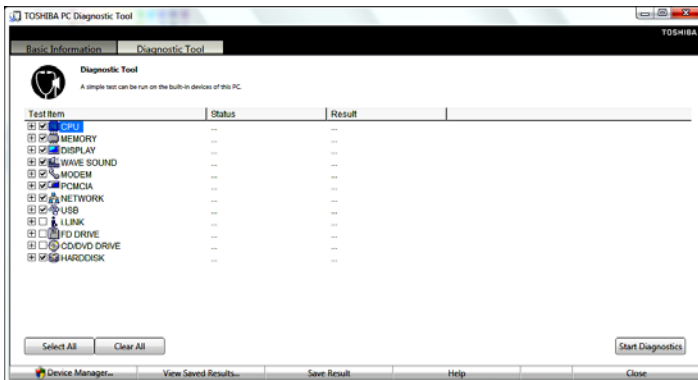 TOSHIBA PC Diagnostic Tool
TOSHIBA
Basic Information Diagnostic Tool
Diagnostic Tool
A simple test can be run on the built-in devices of this PC.
Test Item Status Result
CPU ... ...
MEMORY ... ...
DISPLAY ... ...
WAVE SOUND ... ...
MODEM ... ...
PCMCIA ... ...
NETWORK ... ...
USB ... ...
i.LINK ... ...
FD DRIVE ... ...
CD/DVD DRIVE ... ...
HARDDISK ... ...
Select All Clear All Start Diagnostics
Device Manager... View Saved Results... Save Result Help Close